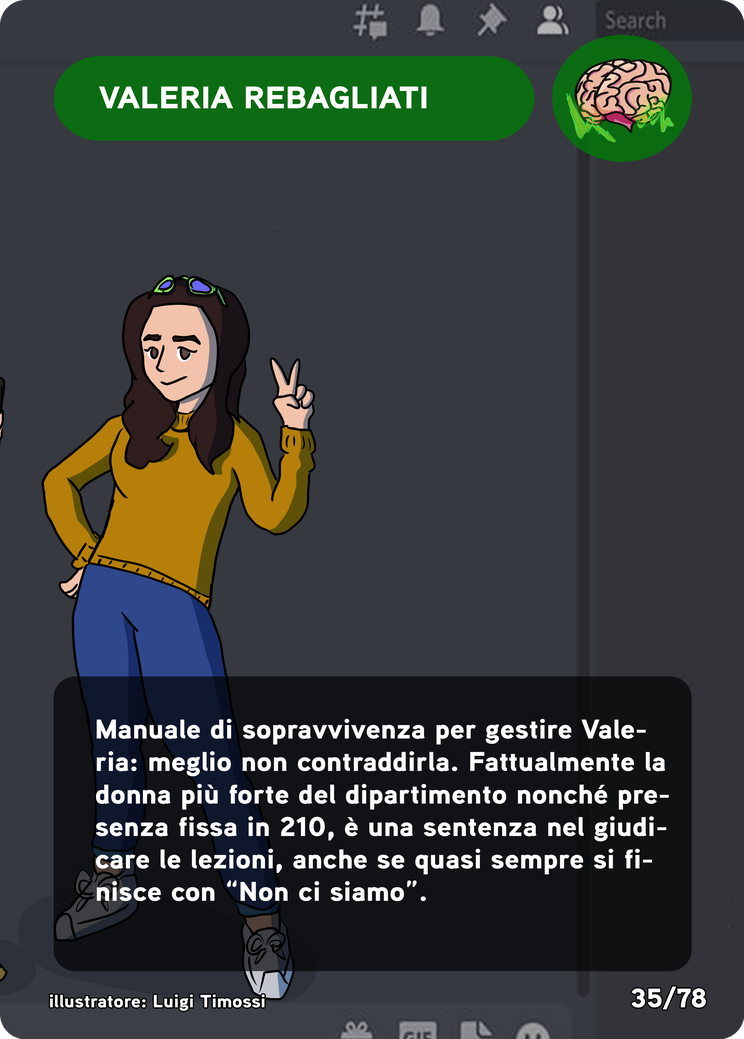 Search
VALERIA REBAGLIATI
Manuale di sopravvivenza per gestire Vale-
ria: meglio non contraddirla. Fattualmente la
donna più forte del dipartimento nonché pre-
senza fissa in 210, è una sentenza nel giudi-
care le lezioni, anche se quasi sempre si fi-
nisce con “Non ci siamo”.
illustratore: Luigi Timossi
35/78
GIF